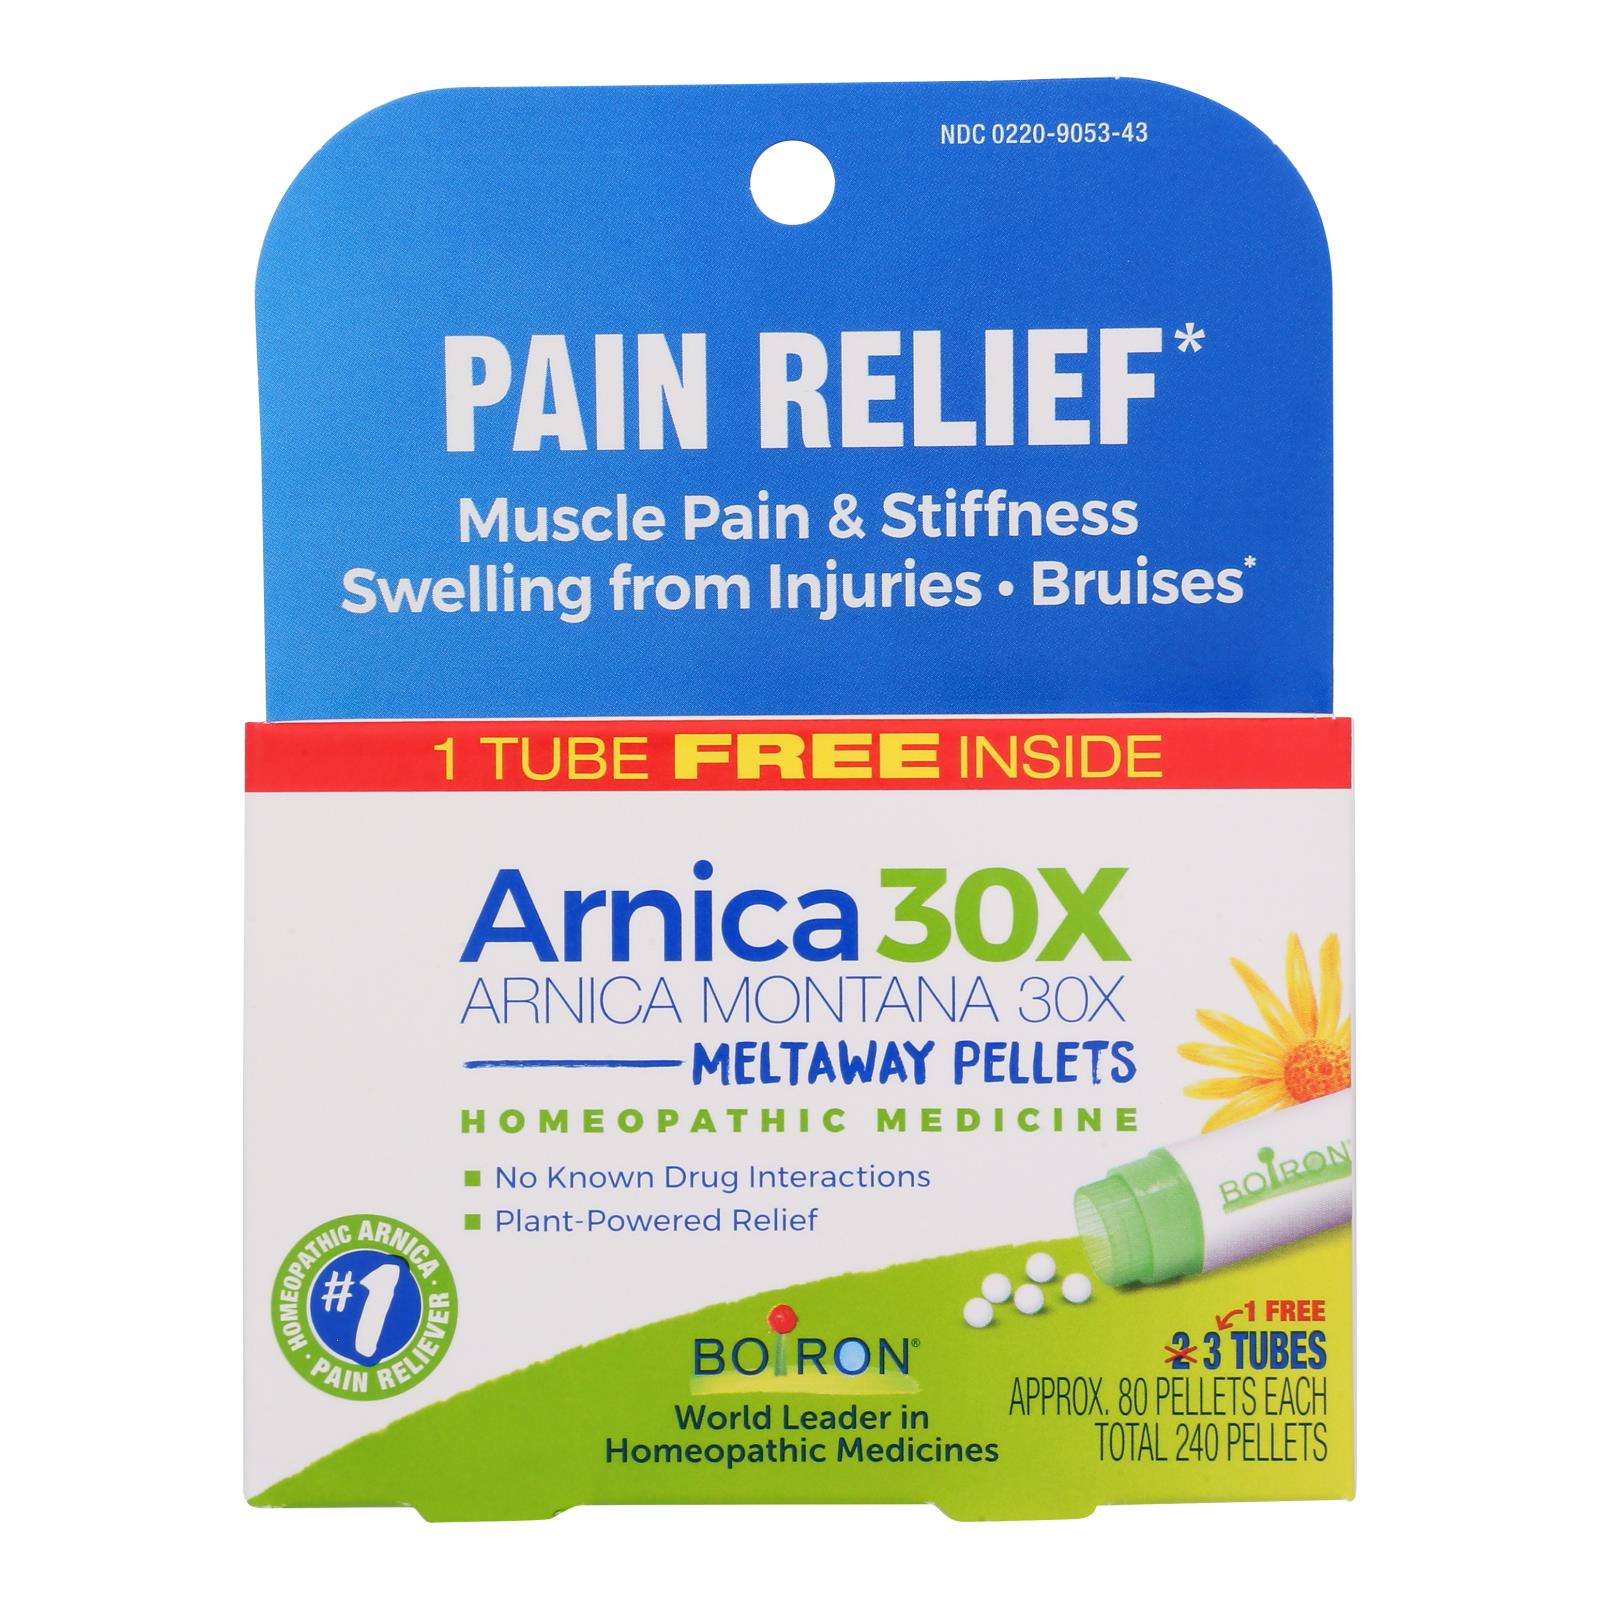 NDC 0220-9053-43
PAIN RELIEF*
Muscle Pain & Stiffness
Swelling from Injuries • Bruises*
1 TUBE FREE INSIDE
Arnica 30X
ARNICA MONTANA 30X
MELTAWAY PELLETS
HOMEOPATHIC MEDICINE
■ No Known Drug Interactions
■ Plant-Powered Relief
BOIRON
HOMEOPATHIC ARNICA ·
#1
· PAIN RELIEVER ·
BOIRON®
World Leader in
Homeopathic Medicines
1 FREE
2 3 TUBES
APPROX. 80 PELLETS EACH
TOTAL 240 PELLETS